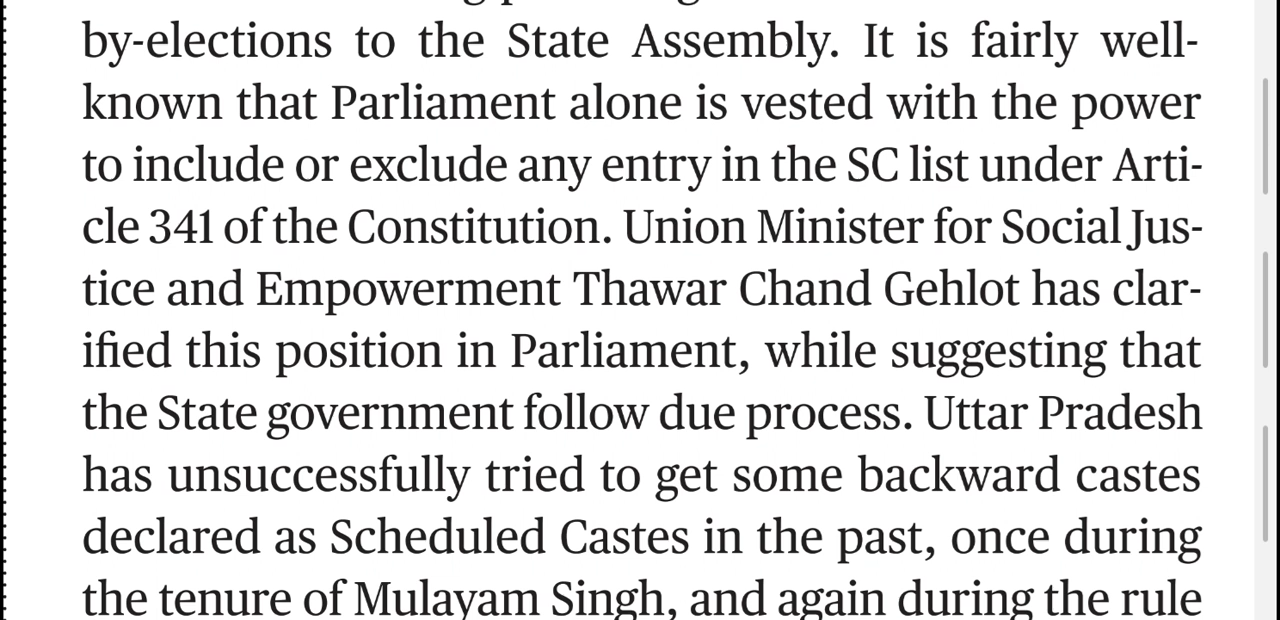 by-elections to the State Assembly. It is fairly well-
known that Parliament alone is vested with the power
to include or exclude any entry in the SC list under Arti-
cle 341 of the Constitution. Union Minister for Social Jus-
tice and Empowerment Thawar Chand Gehlot has clar-
ified this position in Parliament, while suggesting that
the State government follow due process. Uttar Pradesh
has unsuccessfully tried to get some backward castes
declared as Scheduled Castes in the past, once during
the tenure of Mulayam Singh, and again during the rule